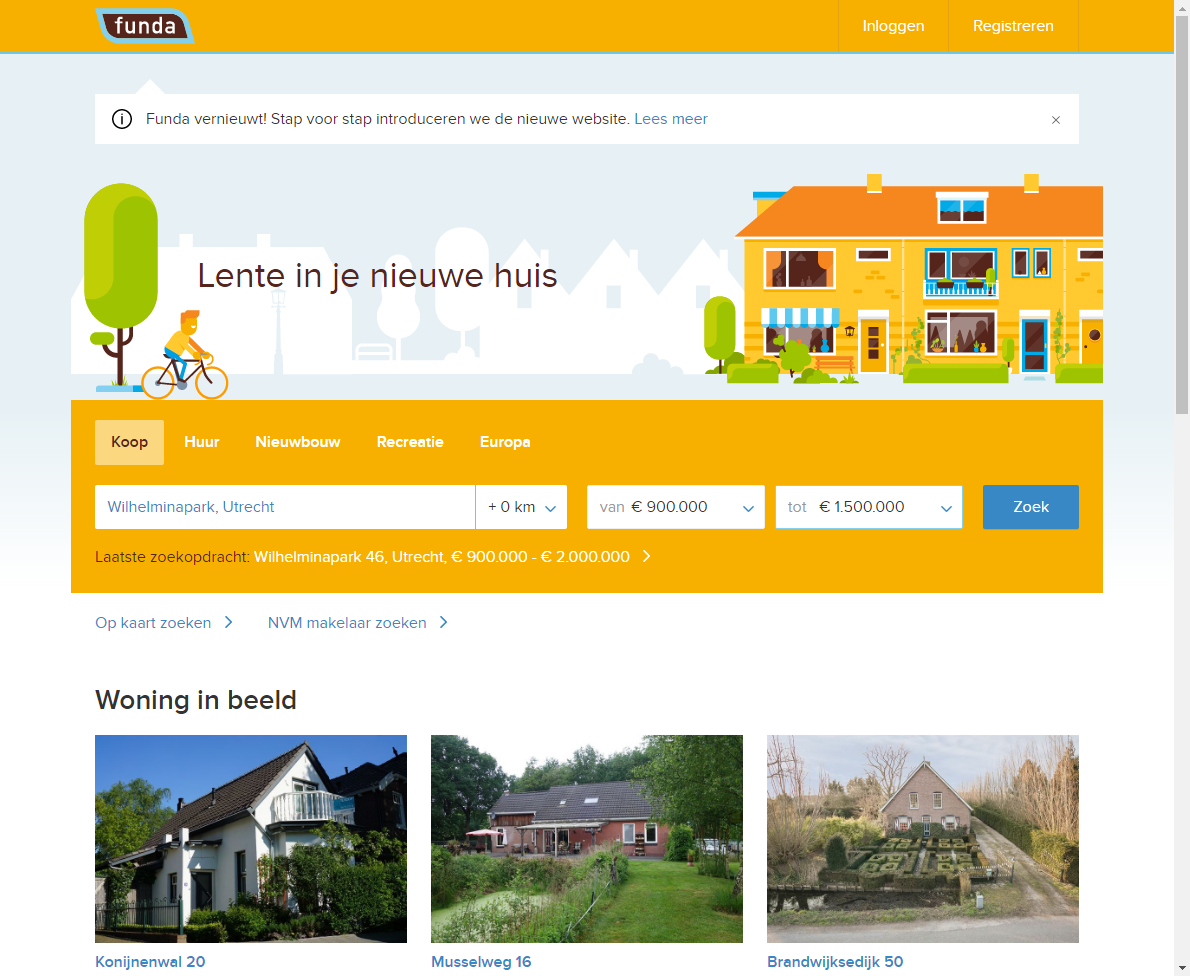 funda
Inloggen
Registreren
Funda vernieuwt! Stap voor stap introduceren we de nieuwe website. Lees meer
Lente in je nieuwe huis
Koop
Huur
Nieuwbouw
Recreatie
Europa
Wilhelminapark, Utrecht
+ 0 km
van € 900.000
tot € 1.500.000
Zoek
Laatste zoekopdracht: Wilhelminapark 46, Utrecht, € 900.000 - € 2.000.000
Op kaart zoeken
NVM makelaar zoeken
Woning in beeld
Konijnenwal 20
Musselweg 16
Brandwijksedijk 50